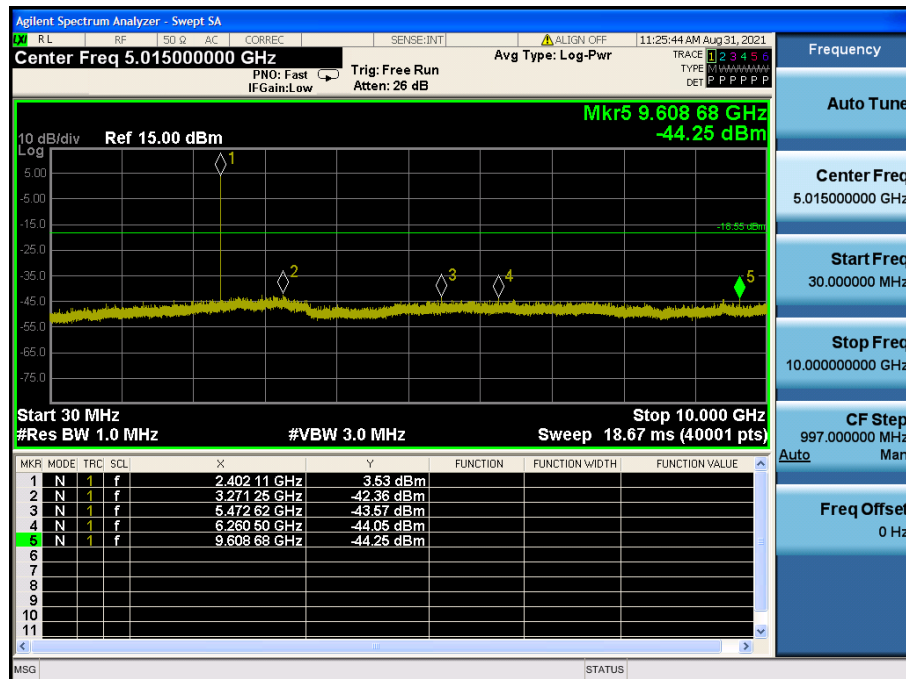 Agilent Spectrum Analyzer - Swept SA
LXI RL RF 50 Ω AC CORREC SENSE:INT ALIGN OFF 11:25:44 AM Aug 31, 2021
Center Freq 5.015000000 GHz Avg Type: Log-Pwr TRACE 1 2 3 4 5 6
PNO: Fast Trig: Free Run TYPE M WWWWW
IFGain:Low Atten: 26 dB DET P P P P P P
Mkr5 9.608 68 GHz
-44.25 dBm
10 dB/div Ref 15.00 dBm
Log
1
5.00
-5.00
-15.0
-18.55 dBm
-25.0
-35.0
2 3 4 5
-45.0
-55.0
-65.0
-75.0
Start 30 MHz Stop 10.000 GHz
#Res BW 1.0 MHz #VBW 3.0 MHz Sweep 18.67 ms (40001 pts)
MKR MODE TRC SCL X Y FUNCTION FUNCTION WIDTH FUNCTION VALUE
1 N 1 f 2.402 11 GHz 3.53 dBm
2 N 1 f 3.271 25 GHz -42.36 dBm
3 N 1 f 5.472 62 GHz -43.57 dBm
4 N 1 f 6.260 50 GHz -44.05 dBm
5 N 1 f 9.608 68 GHz -44.25 dBm
6
7
8
9
10
11
MSG STATUS
Frequency
Auto Tune
Center Freq
5.015000000 GHz
Start Freq
30.000000 MHz
Stop Freq
10.000000000 GHz
CF Step
997.000000 MHz
Auto Man
Freq Offset
0 Hz